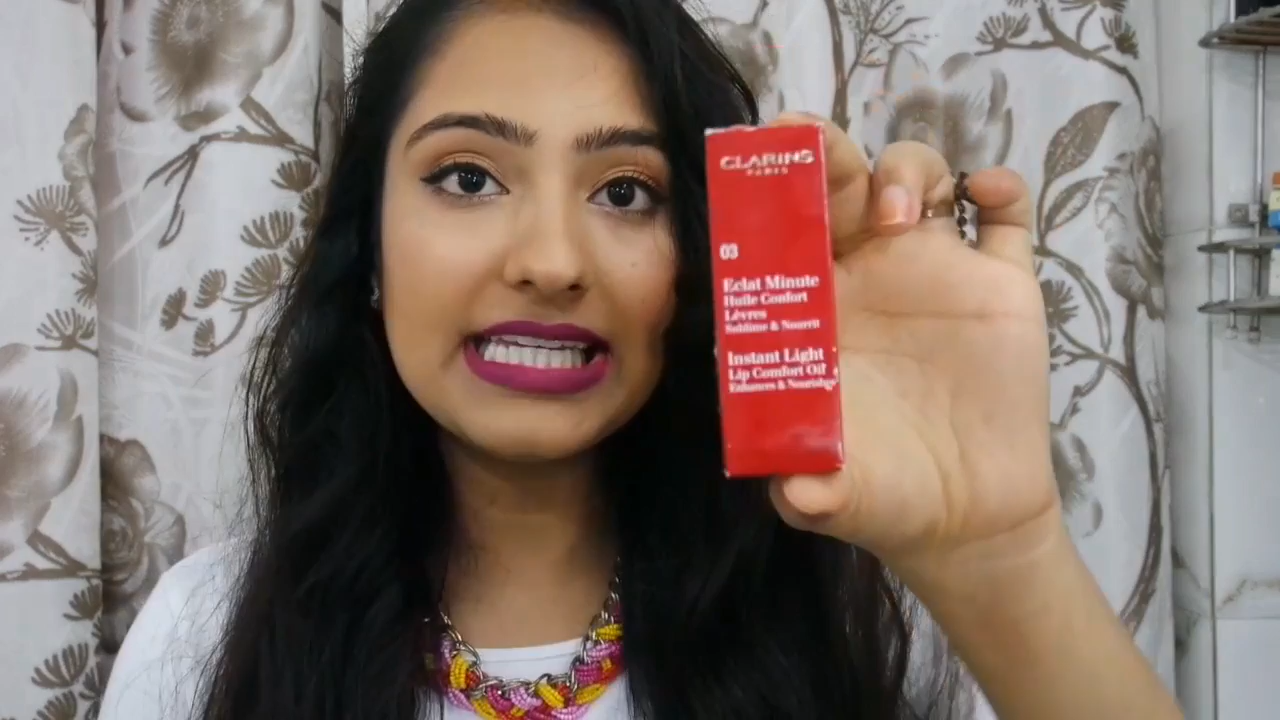 CLARINS
PARIS
03
Eclat Minute
Huile Confort
Lèvres
Sublime & Nourrit
Instant Light
Lip Comfort Oil
Enhances & Nourishes